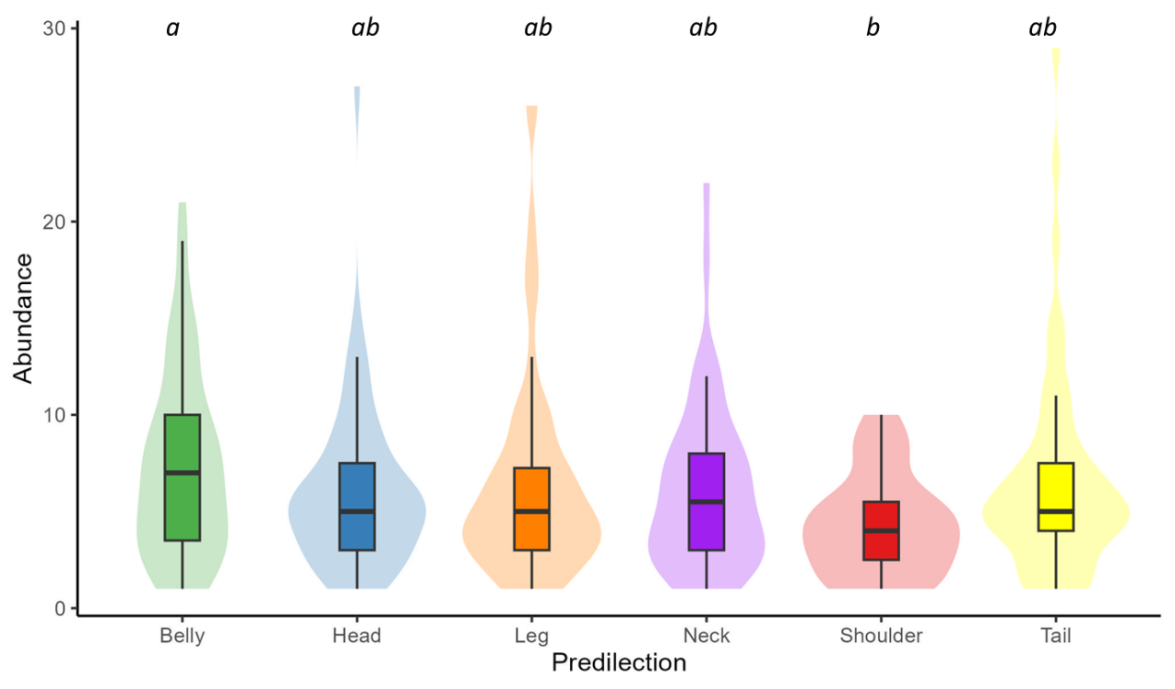 a ab ab ab b ab
30
20
10
0
Abundance
Belly Head Leg Neck Shoulder Tail
Predilection